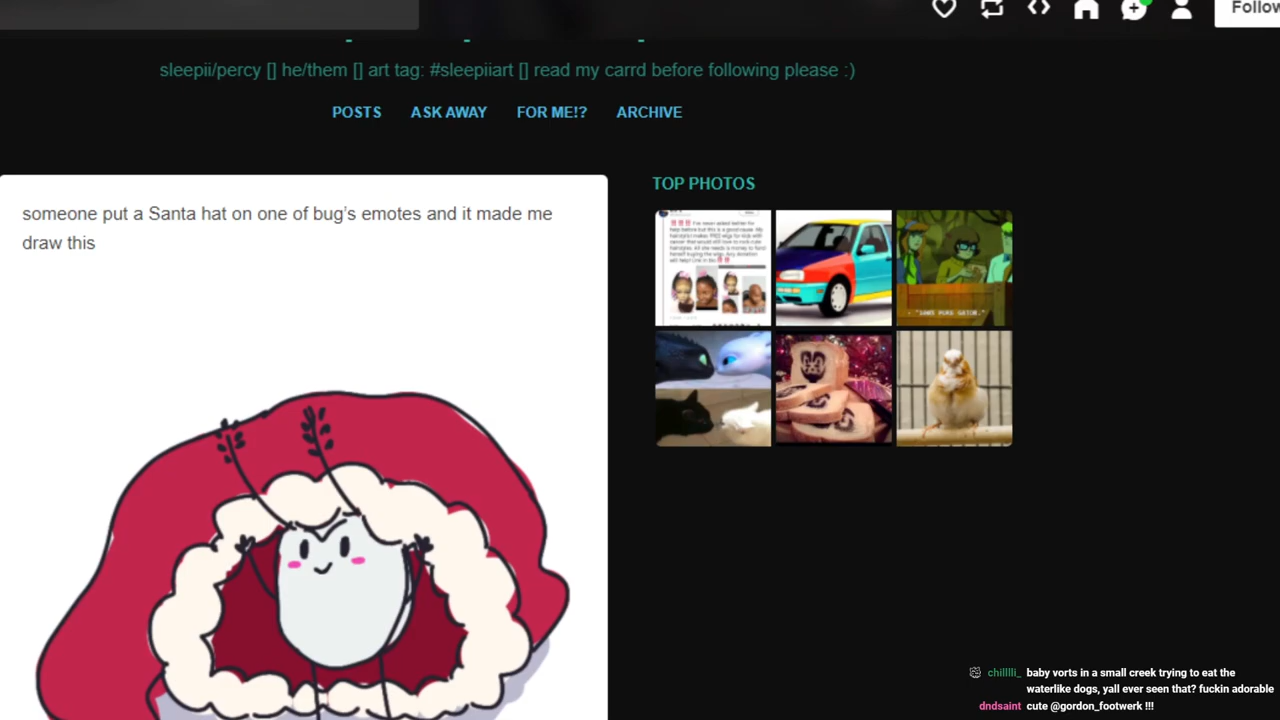 Follow
sleepii/percy [] he/them [] art tag: #sleepiiart [] read my carrd before following please :)
POSTS ASK AWAY FOR ME!? ARCHIVE
someone put a Santa hat on one of bug's emotes and it made me
draw this
TOP PHOTOS
chilllli_ baby vorts in a small creek trying to eat the
waterlike dogs, yall ever seen that? fuckin adorable
dndsaint cute @gordon_footwerk !!!